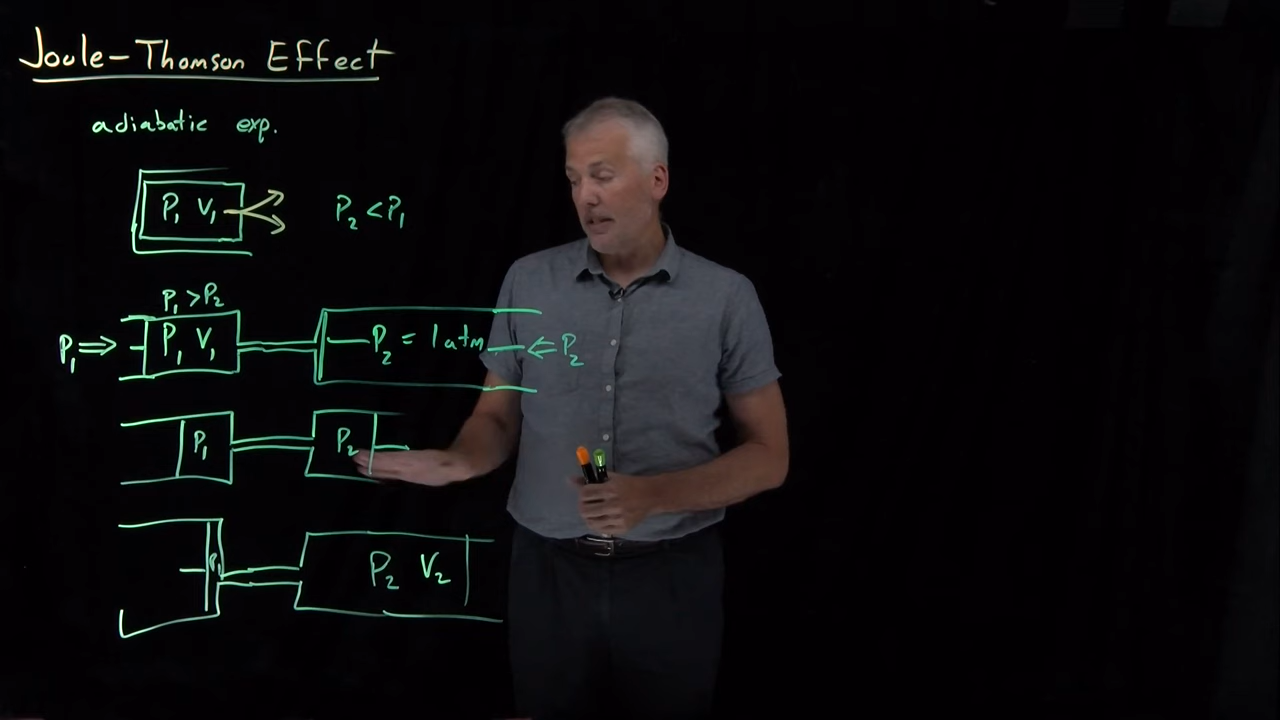 Joule-Thomson Effect
adiabatic exp.
P₁ V₁ P₂ < P₁
P₁ > P₂
P₁ ⇒ P₁ V₁ P₂ = 1 atm ⇐ P₂
P₁ P₂
P₁ P₂ V₂